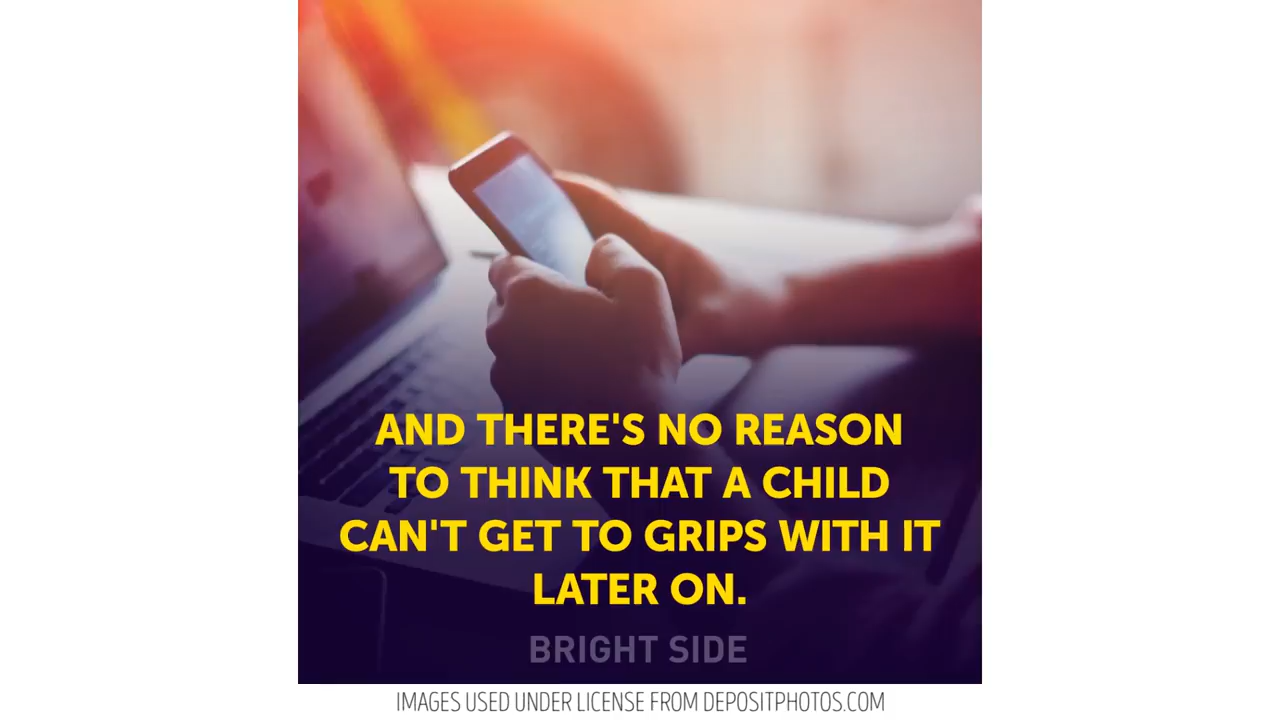 AND THERE'S NO REASON
TO THINK THAT A CHILD
CAN'T GET TO GRIPS WITH IT
LATER ON.
BRIGHT SIDE
IMAGES USED UNDER LICENSE FROM DEPOSITPHOTOS.COM